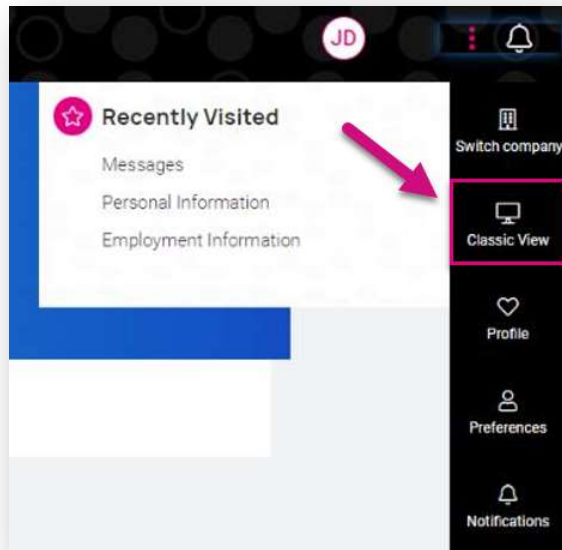 JD
Recently Visited
Messages
Personal Information
Employment Information
Switch company
Classic View
Profile
Preferences
Notifications